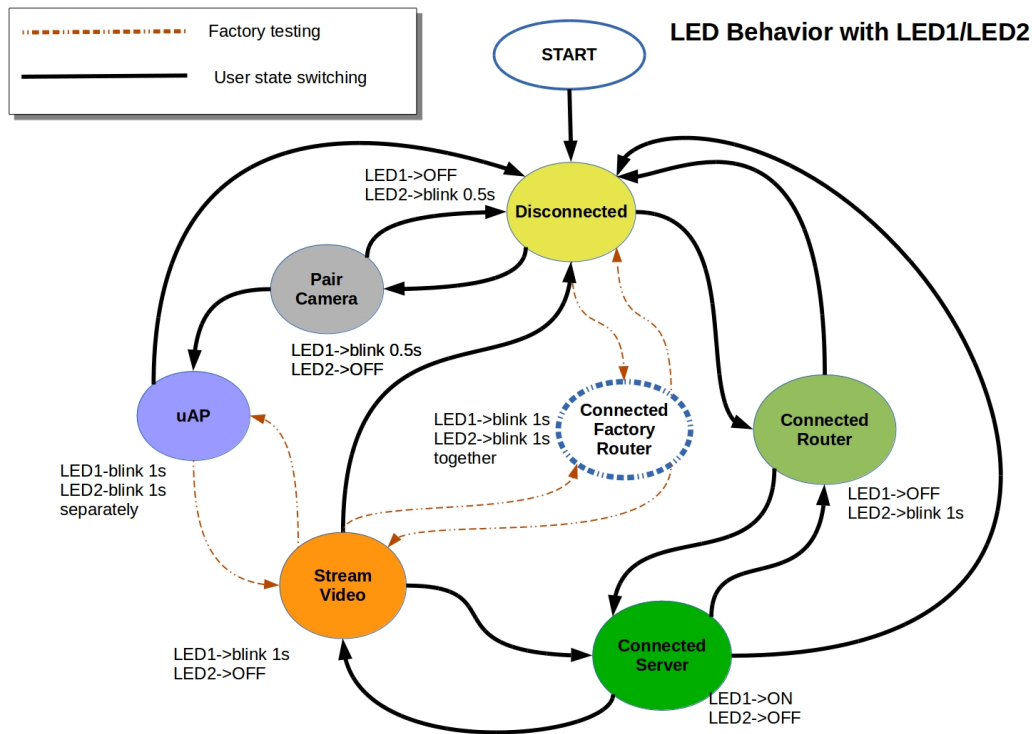 LED Behavior with LED1/LED2
Factory testing
User state switching
START
LED1->OFF
LED2->blink 0.5s
Disconnected
Pair
Camera
LED1->blink 0.5s
LED2->OFF
uAP
LED1-blink 1s
LED2-blink 1s
separately
LED1->blink 1s
LED2->blink 1s
together
Connected
Factory
Router
Connected
Router
LED1->OFF
LED2->blink 1s
Stream
Video
LED1->blink 1s
LED2->OFF
Connected
Server
LED1->ON
LED2->OFF